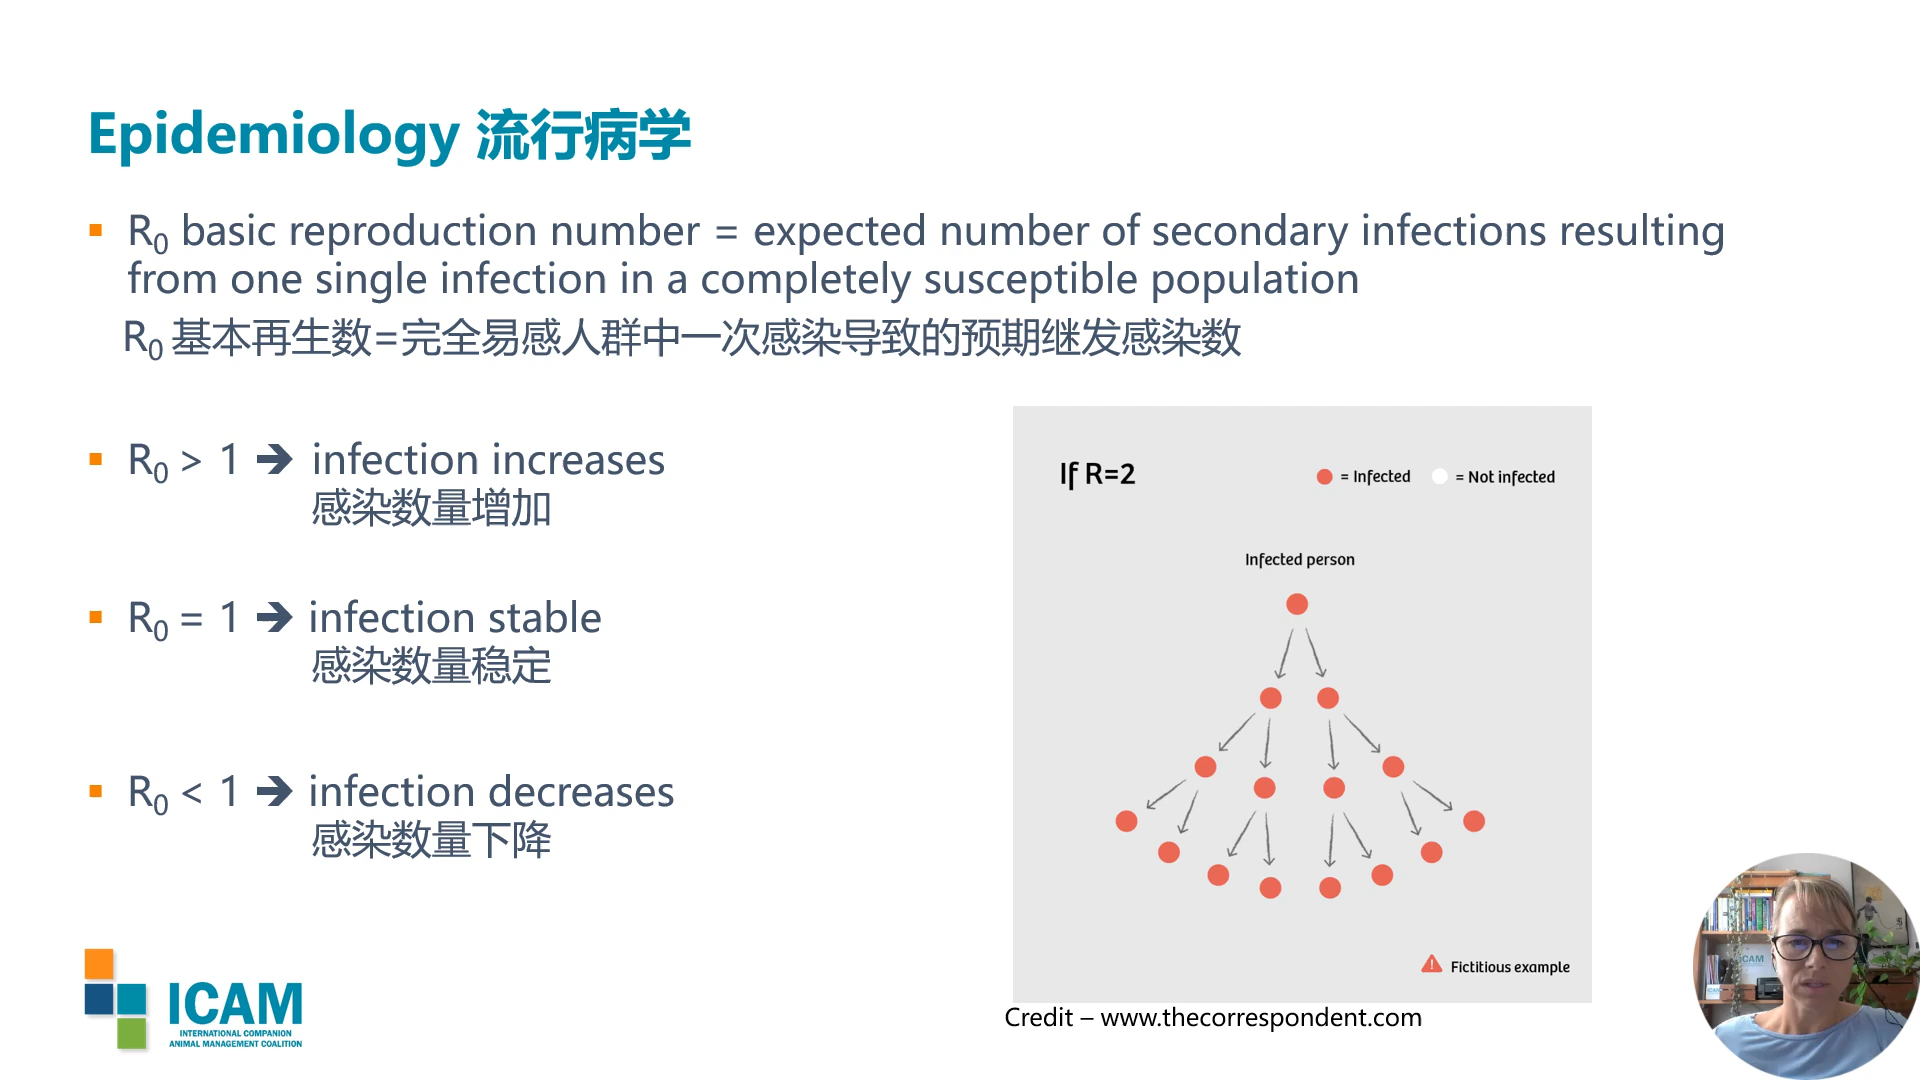 Epidemiology 流行病学
▪ R₀ basic reproduction number = expected number of secondary infections resulting
from one single infection in a completely susceptible population
R₀ 基本再生数=完全易感人群中一次感染导致的预期继发感染数
▪ R₀ > 1 → infection increases
感染数量增加
▪ R₀ = 1 → infection stable
感染数量稳定
▪ R₀ < 1 → infection decreases
感染数量下降
If R=2
= Infected
= Not infected
Infected person
Fictitious example
Credit – www.thecorrespondent.com
ICAM
INTERNATIONAL COMPANION
ANIMAL MANAGEMENT COALITION
ICAM